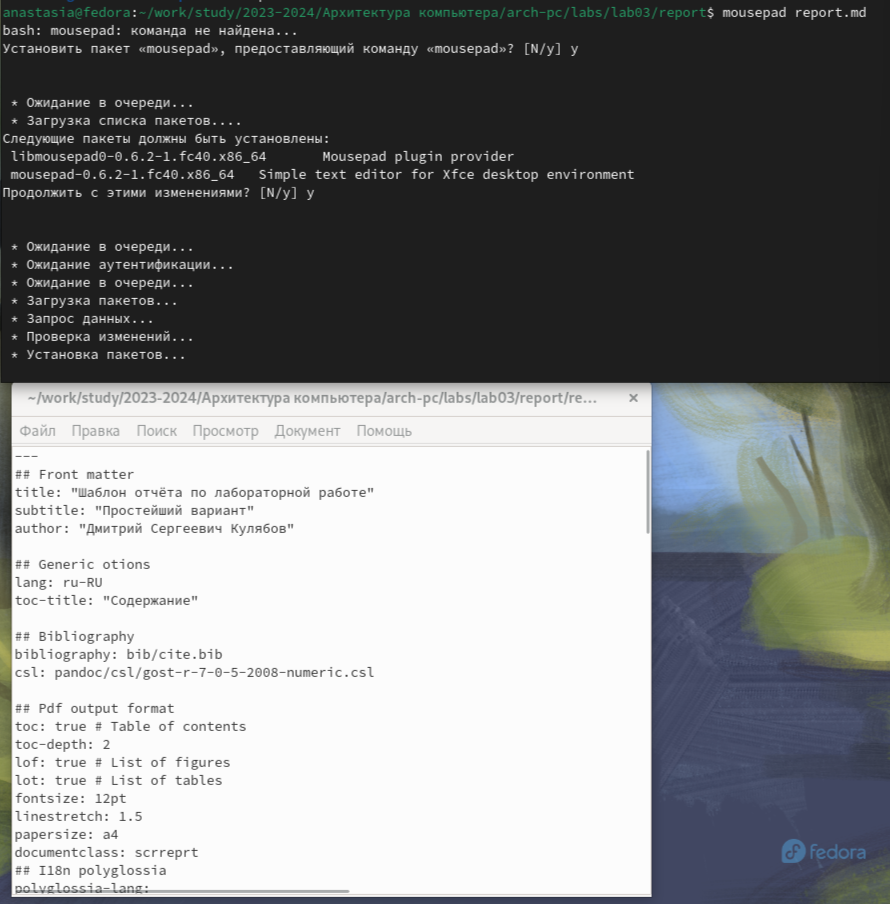 anastasia@fedora:~/work/study/2023-2024/Архитектура компьютера/arch-pc/labs/lab03/report$ mousepad report.md
bash: mousepad: команда не найдена...
Установить пакет «mousepad», предоставляющий команду «mousepad»? [N/y] y
* Ожидание в очереди...
* Загрузка списка пакетов....
Следующие пакеты должны быть установлены:
libmousepad0-0.6.2-1.fc40.x86_64 Mousepad plugin provider
mousepad-0.6.2-1.fc40.x86_64 Simple text editor for Xfce desktop environment
Продолжить с этими изменениями? [N/y] y
* Ожидание в очереди...
* Ожидание аутентификации...
* Ожидание в очереди...
* Загрузка пакетов...
* Запрос данных...
* Проверка изменений...
* Установка пакетов...
~/work/study/2023-2024/Архитектура компьютера/arch-pc/labs/lab03/report/re...
Файл Правка Поиск Просмотр Документ Помощь
---
## Front matter
title: "Шаблон отчёта по лабораторной работе"
subtitle: "Простейший вариант"
author: "Дмитрий Сергеевич Кулябов"
## Generic otions
lang: ru-RU
toc-title: "Содержание"
## Bibliography
bibliography: bib/cite.bib
csl: pandoc/csl/gost-r-7-0-5-2008-numeric.csl
## Pdf output format
toc: true # Table of contents
toc-depth: 2
lof: true # List of figures
lot: true # List of tables
fontsize: 12pt
linestretch: 1.5
papersize: a4
documentclass: scrreprt
## I18n polyglossia
polyglossia-lang:
fedora